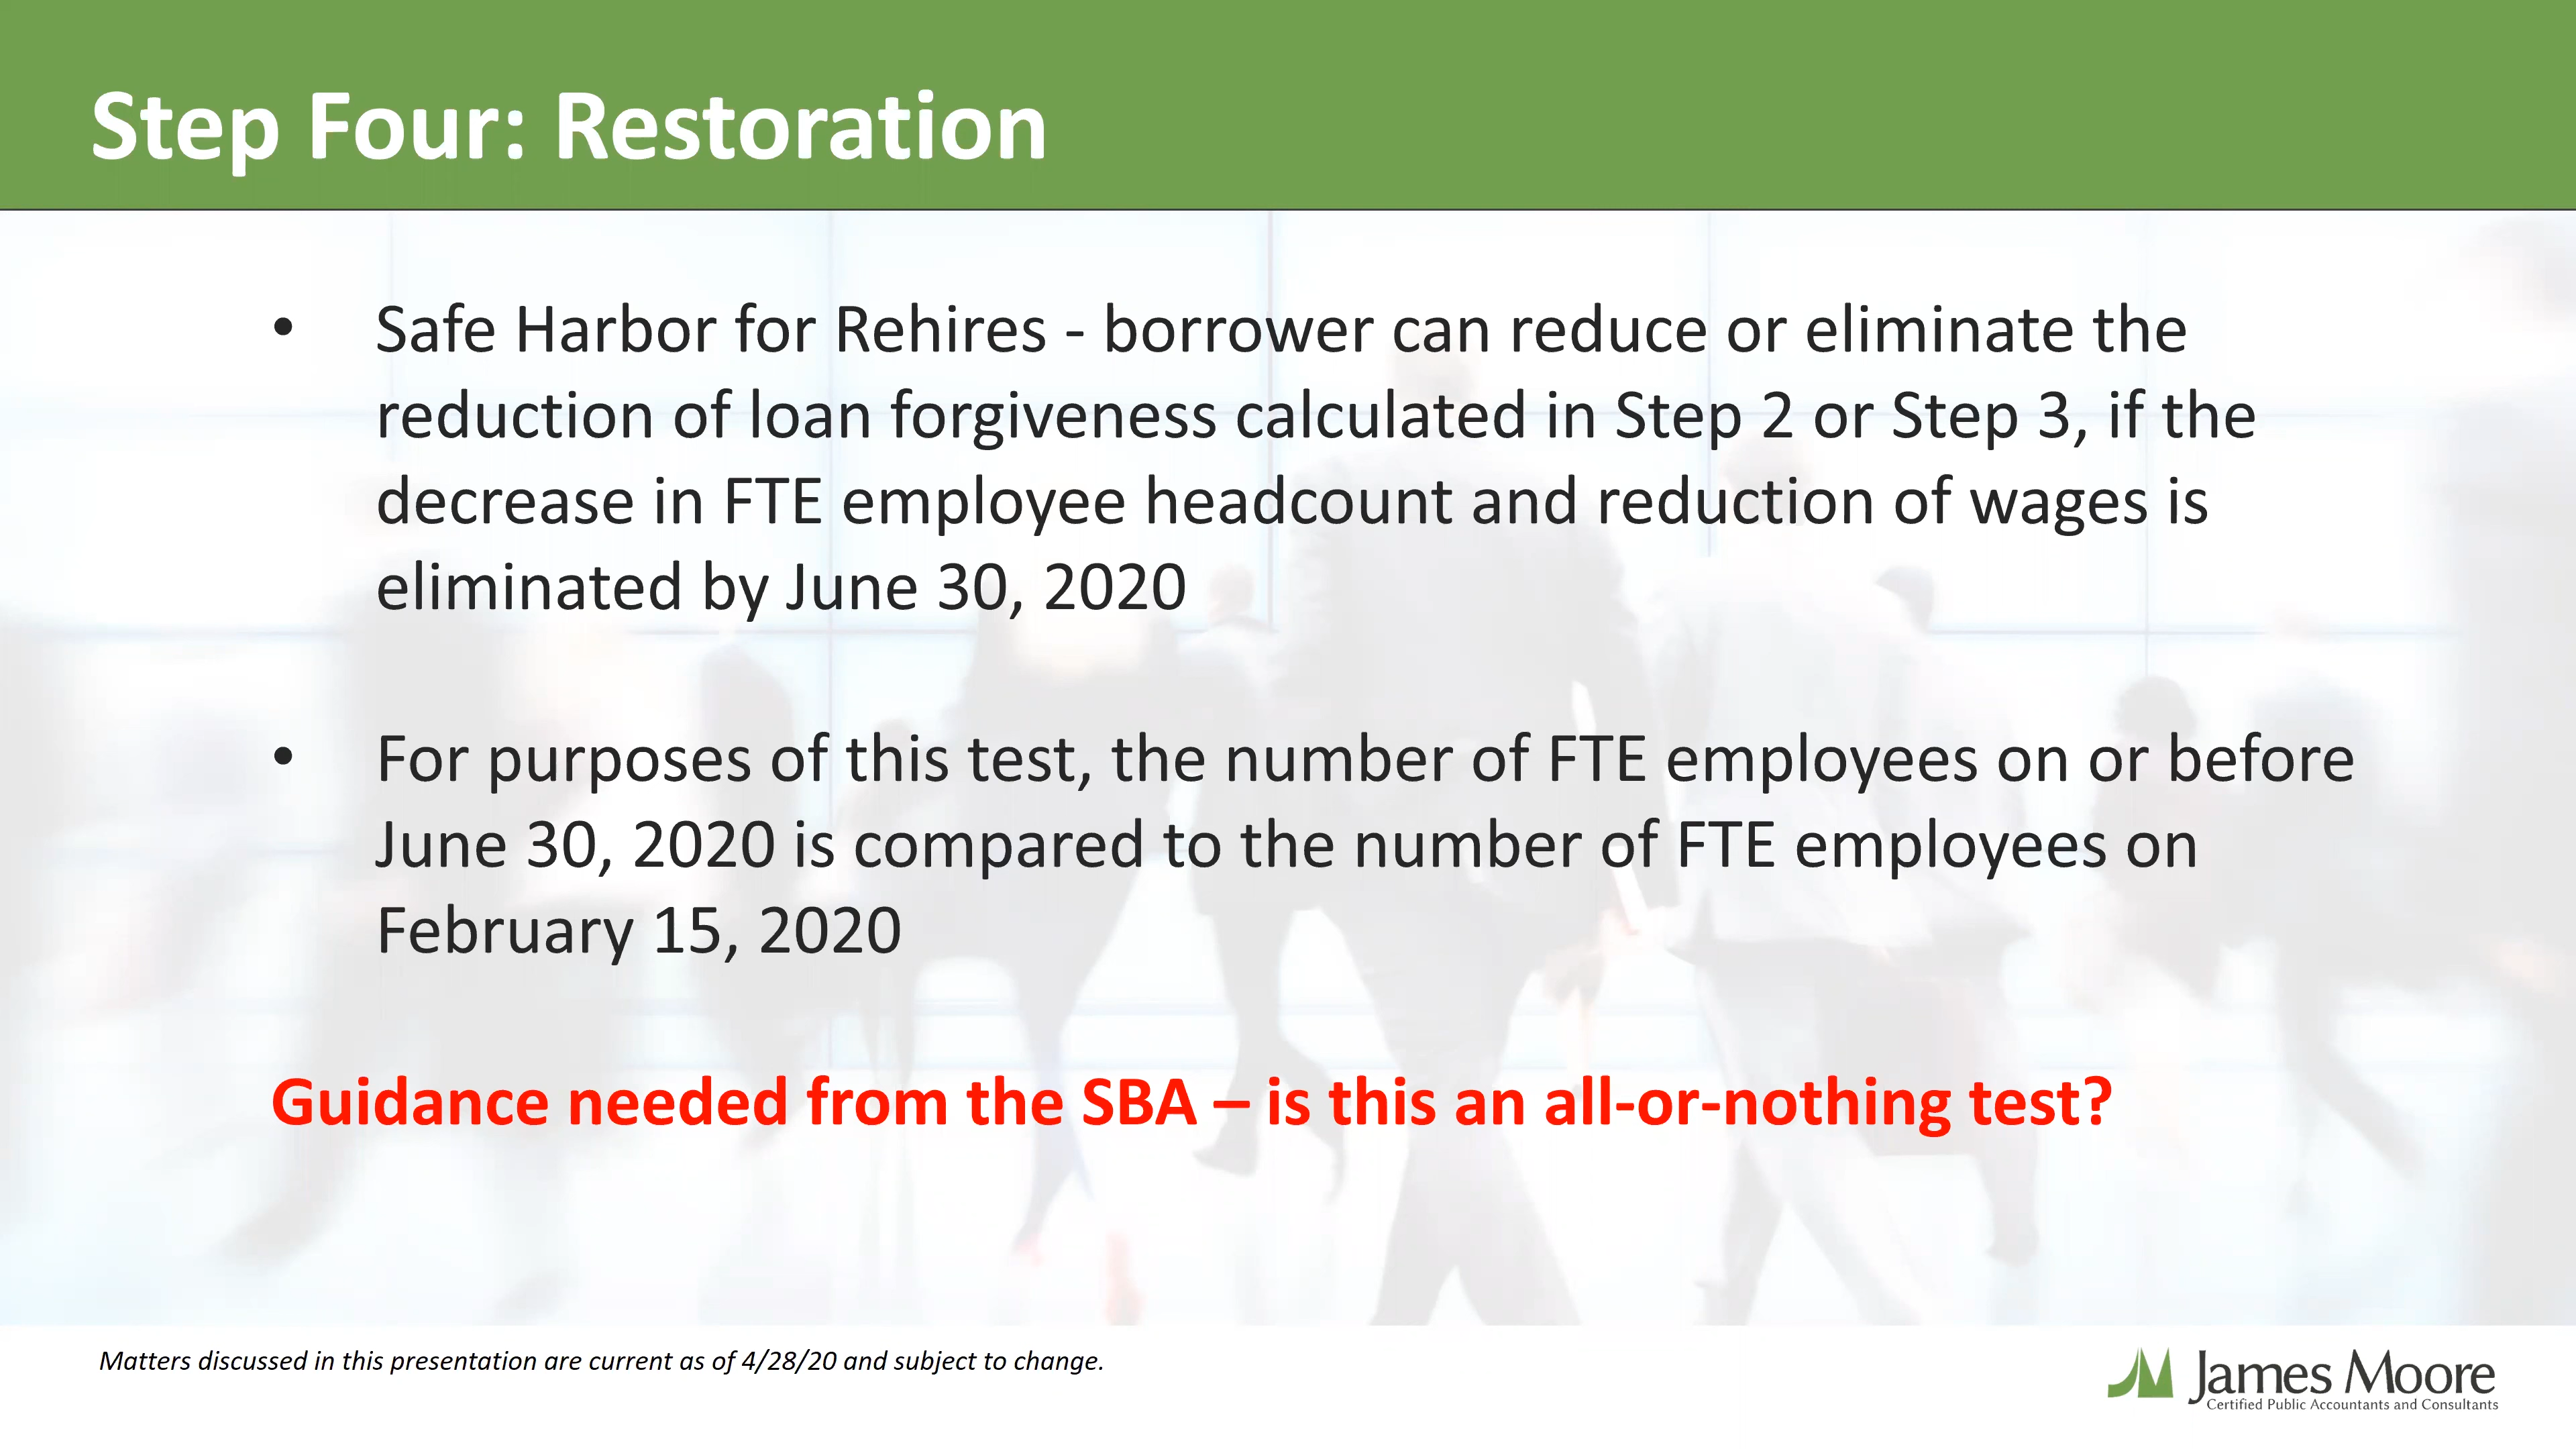 Step Four: Restoration
• Safe Harbor for Rehires - borrower can reduce or eliminate the
reduction of loan forgiveness calculated in Step 2 or Step 3, if the
decrease in FTE employee headcount and reduction of wages is
eliminated by June 30, 2020
• For purposes of this test, the number of FTE employees on or before
June 30, 2020 is compared to the number of FTE employees on
February 15, 2020
Guidance needed from the SBA – is this an all-or-nothing test?
Matters discussed in this presentation are current as of 4/28/20 and subject to change.
James Moore
Certified Public Accountants and Consultants